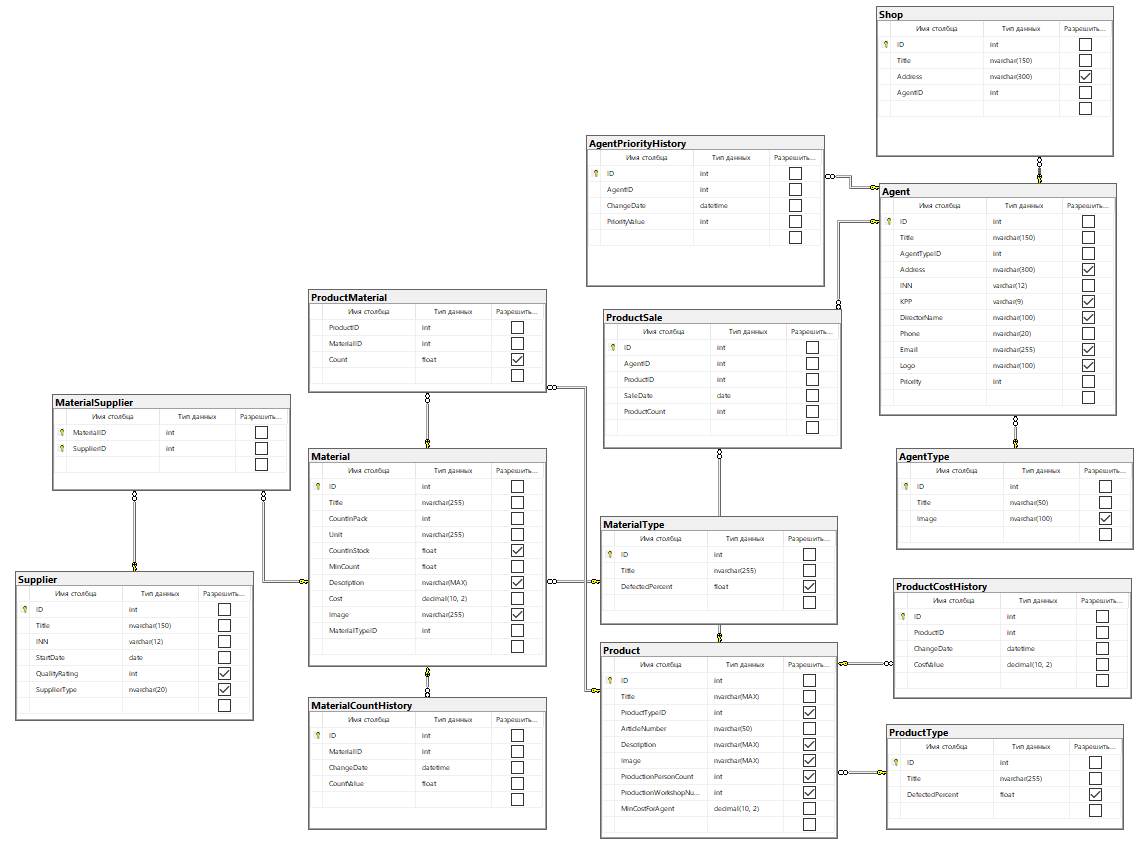 Shop
Имя столбца Тип данных Разрешить...
ID int
Title nvarchar(150)
Address nvarchar(300)
AgentID int
AgentPriorityHistory
Имя столбца Тип данных Разрешить...
ID int
AgentID int
ChangeDate datetime
PriorityValue int
Agent
Имя столбца Тип данных Разрешить...
ID int
Title nvarchar(150)
AgentTypeID int
Address nvarchar(300)
INN varchar(12)
KPP varchar(9)
DirectorName nvarchar(100)
Phone nvarchar(20)
Email nvarchar(255)
Logo nvarchar(100)
Priority int
ProductMaterial
Имя столбца Тип данных Разрешить...
ProductID int
MaterialID int
Count float
ProductSale
Имя столбца Тип данных Разрешить...
ID int
AgentID int
ProductID int
SaleDate date
ProductCount int
MaterialSupplier
Имя столбца Тип данных Разрешить...
MaterialID int
SupplierID int
Material
Имя столбца Тип данных Разрешить...
ID int
Title nvarchar(255)
CountInPack int
Unit nvarchar(255)
CountInStock float
MinCount float
Description nvarchar(MAX)
Cost decimal(10, 2)
Image nvarchar(255)
MaterialTypeID int
AgentType
Имя столбца Тип данных Разрешить...
ID int
Title nvarchar(50)
Image nvarchar(100)
MaterialType
Имя столбца Тип данных Разрешить...
ID int
Title nvarchar(255)
DefectedPercent float
Supplier
Имя столбца Тип данных Разрешить...
ID int
Title nvarchar(150)
INN varchar(12)
StartDate date
QualityRating int
SupplierType nvarchar(20)
ProductCostHistory
Имя столбца Тип данных Разрешить...
ID int
ProductID int
ChangeDate datetime
CostValue decimal(10, 2)
Product
Имя столбца Тип данных Разрешить...
ID int
Title nvarchar(MAX)
ProductTypeID int
ArticleNumber nvarchar(50)
Description nvarchar(MAX)
Image nvarchar(MAX)
ProductionPersonCount int
ProductionWorkshopNu... int
MinCostForAgent decimal(10, 2)
MaterialCountHistory
Имя столбца Тип данных Разрешить...
ID int
MaterialID int
ChangeDate datetime
CountValue float
ProductType
Имя столбца Тип данных Разрешить...
ID int
Title nvarchar(255)
DefectedPercent float